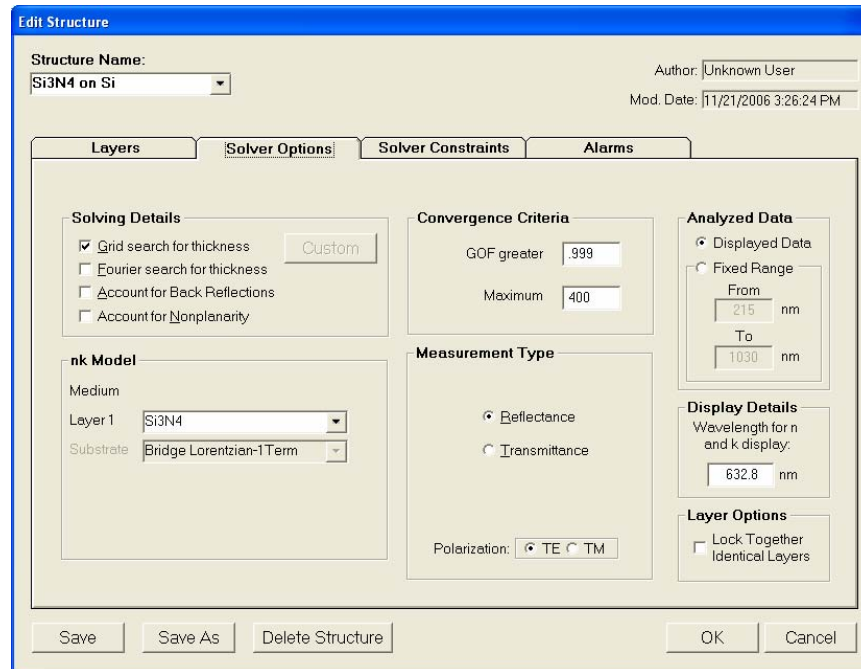 Edit Structure
Structure Name:
Si3N4 on Si
Author: Unknown User
Mod. Date: 11/21/2006 3:26:24 PM
Layers
Solver Options
Solver Constraints
Alarms
Solving Details
Grid search for thickness
Custom
Fourier search for thickness
Account for Back Reflections
Account for Nonplanarity
Convergence Criteria
GOF greater .999
Maximum 400
Analyzed Data
Displayed Data
Fixed Range
From
215 nm
To
1030 nm
nk Model
Medium
Layer 1 Si3N4
Substrate Bridge Lorentzian-1Term
Measurement Type
Reflectance
Transmittance
Polarization: TE TM
Display Details
Wavelength for n
and k display:
632.8 nm
Layer Options
Lock Together
Identical Layers
Save
Save As
Delete Structure
OK
Cancel